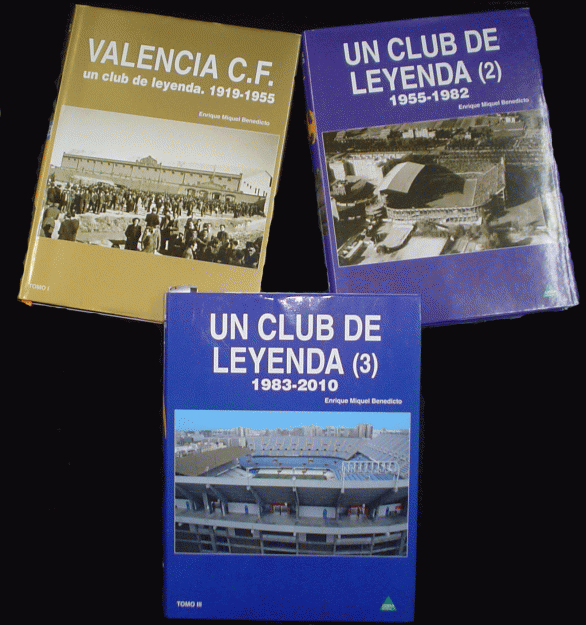 VALENCIA C.F.
un club de leyenda. 1919-1955
Enrique Miquel Benedicto
TOMO I
UN CLUB DE
LEYENDA (2)
1955-1982
Enrique Miquel Benedicto
UN CLUB DE
LEYENDA (3)
1983-2010
Enrique Miquel Benedicto
TOMO III